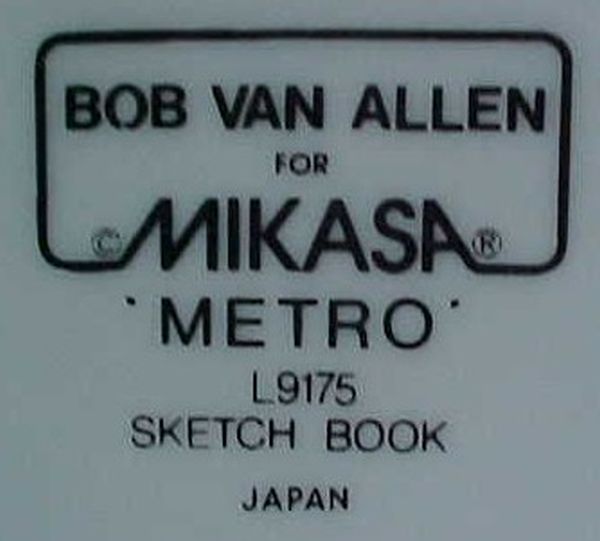 BOB VAN ALLEN
FOR
© MIKASA ®
'METRO'
L9175
SKETCH BOOK
JAPAN